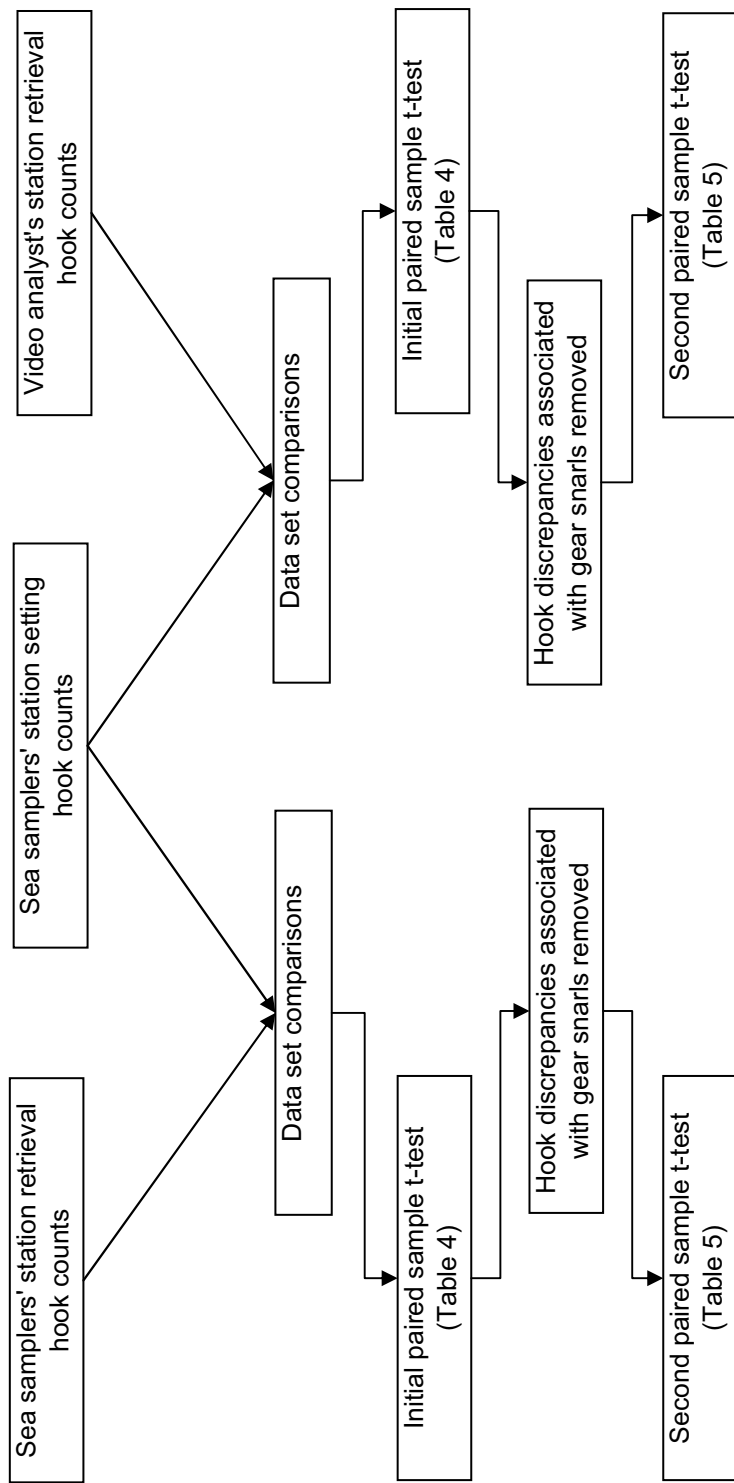 Sea samplers' station retrieval
hook counts
Sea samplers' station setting
hook counts
Video analyst's station retrieval
hook counts
Data set comparisons
Data set comparisons
Initial paired sample t-test
(Table 4)
Initial paired sample t-test
(Table 4)
Hook discrepancies associated
with gear snarls removed
Hook discrepancies associated
with gear snarls removed
Second paired sample t-test
(Table 5)
Second paired sample t-test
(Table 5)